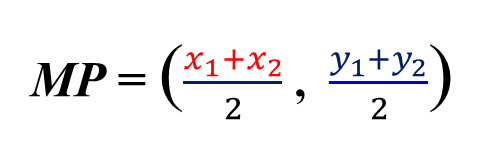 MP = (x₁+x₂/2 , y₁+y₂/2)